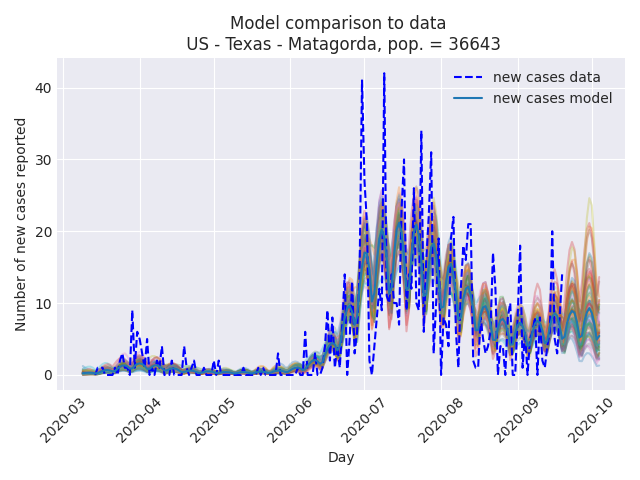 Model comparison to data
US - Texas - Matagorda, pop. = 36643
new cases data
new cases model
Number of new cases reported
40
30
20
10
0
2020-03
2020-04
2020-05
2020-06
2020-07
2020-08
2020-09
2020-10
Day